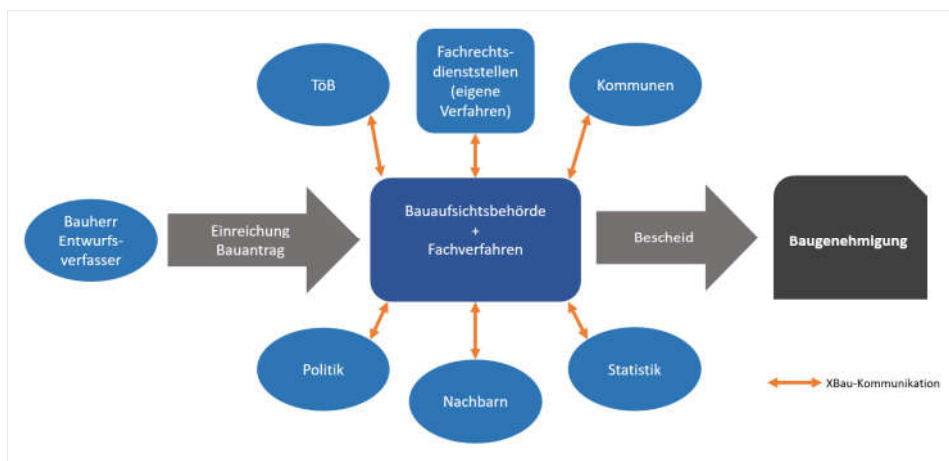 TöB
Fachrechts-
dienststellen
(eigene
Verfahren)
Kommunen
Bauherr
Entwurfs-
verfasser
Einreichung
Bauantrag
Bauaufsichtsbehörde
+
Fachverfahren
Bescheid
Baugenehmigung
Politik
Nachbarn
Statistik
XBau-Kommunikation